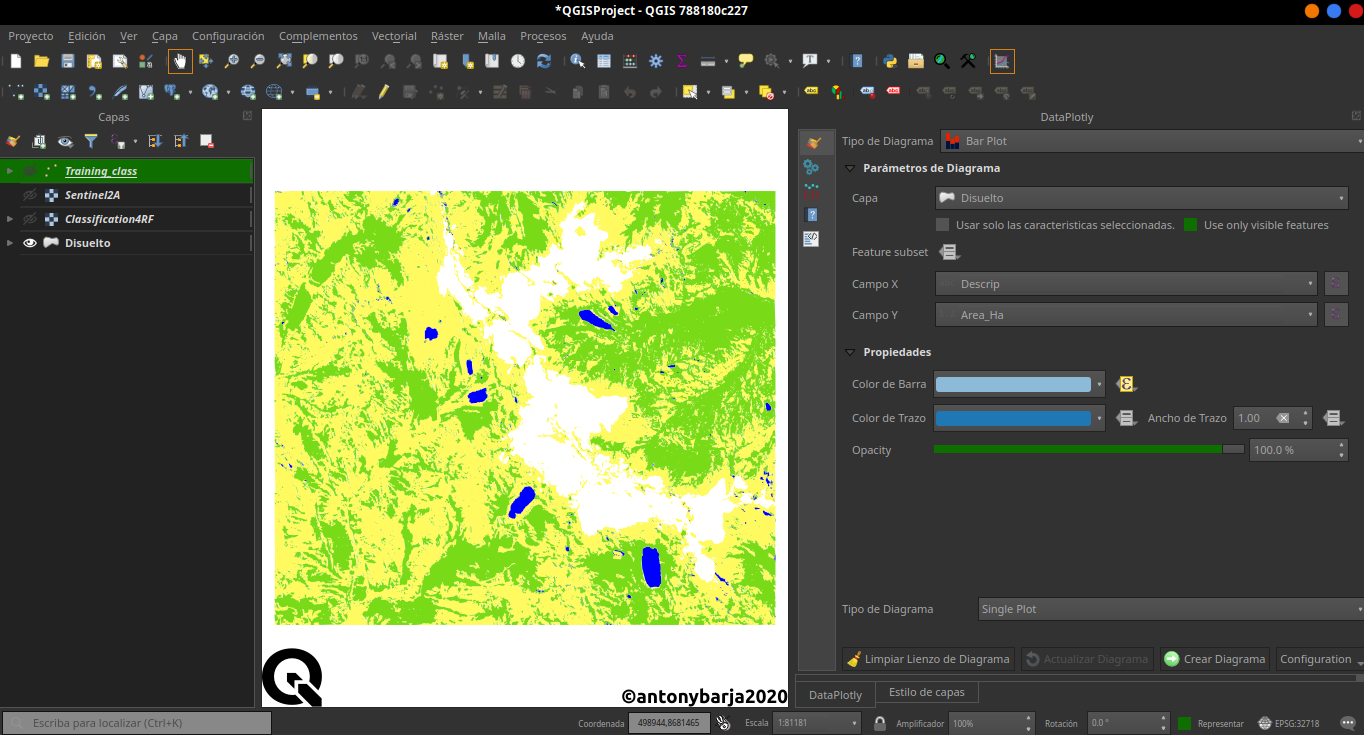 *QGISProject - QGIS 788180c227
Proyecto Edición Ver Capa Configuración Complementos Vectorial Ráster Malla Procesos Ayuda
Capas
DataPlotly
Training_class
Sentinel2A
Classification4RF
Disuelto
Tipo de Diagrama Bar Plot
Parámetros de Diagrama
Capa Disuelto
Usar solo las caracteristicas seleccionadas. Use only visible features
Feature subset
Campo X Descrip
Campo Y Area_Ha
Propiedades
Color de Barra
Color de Trazo Ancho de Trazo 1.00
Opacity 100.0 %
Tipo de Diagrama Single Plot
Limpiar Lienzo de Diagrama Actualizar Diagrama Crear Diagrama Configuration
©antonybarja2020
DataPlotly Estilo de capas
Escriba para localizar (Ctrl+K) Coordenada 498944,8681465 Escala 1:81181 Amplificador 100% Rotación 0.0 ° Representar EPSG:32718